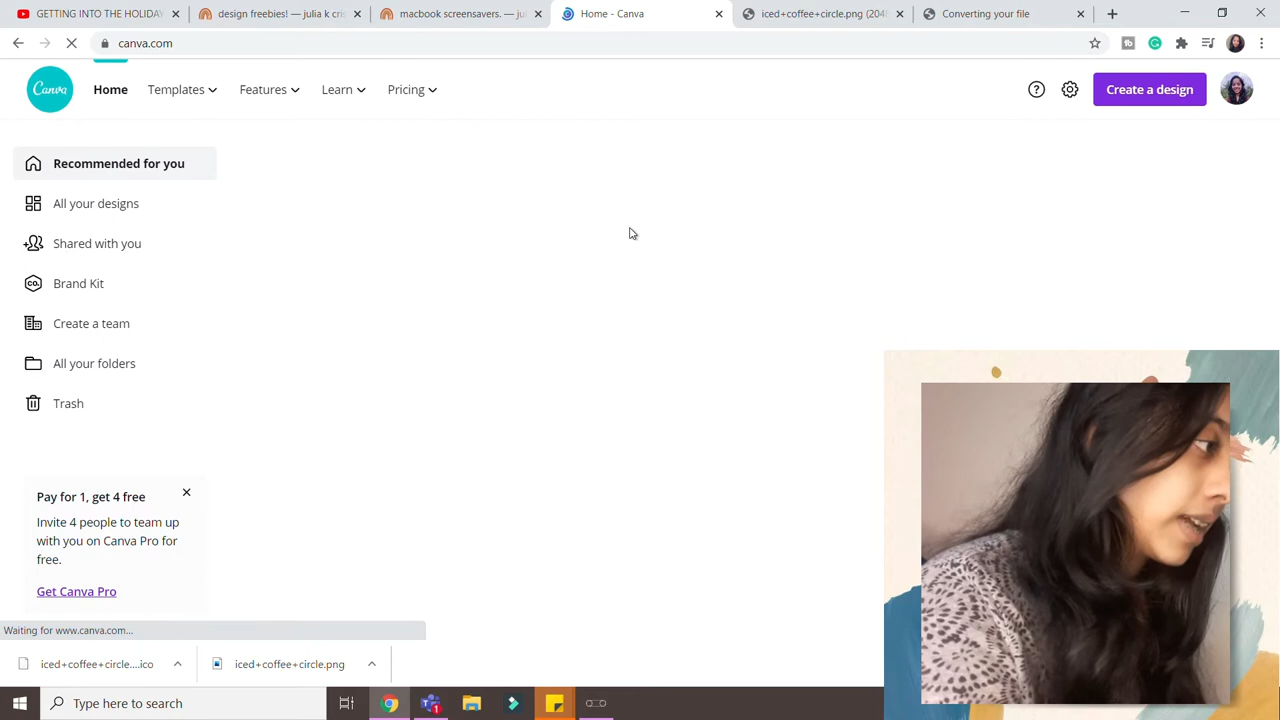 GETTING INTO THE HOLIDAY
design freebies! — julia k cris
macbook screensavers. — ju
Home - Canva
iced+coffee+circle.png (2048
Converting your file
canva.com
Canva
Home
Templates
Features
Learn
Pricing
Create a design
Recommended for you
All your designs
Shared with you
CO.
Brand Kit
Create a team
All your folders
Trash
Pay for 1, get 4 free
Invite 4 people to team up
with you on Canva Pro for
free.
Get Canva Pro
Waiting for www.canva.com...
iced+coffee+circle....ico
iced+coffee+circle.png
Type here to search
1